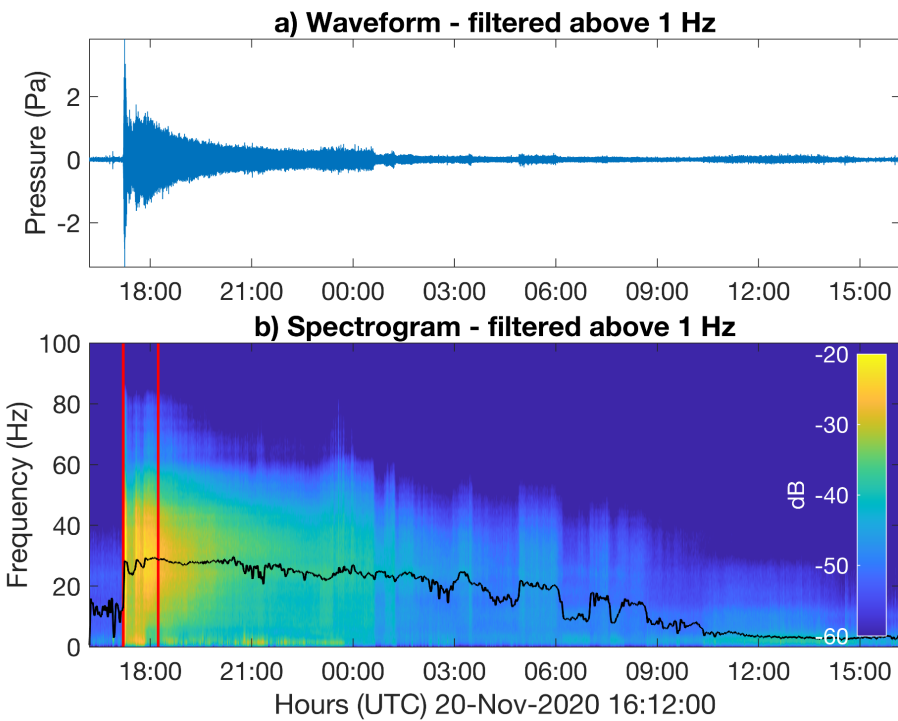 a) Waveform - filtered above 1 Hz
Pressure (Pa)
2
0
-2
18:00 21:00 00:00 03:00 06:00 09:00 12:00 15:00
b) Spectrogram - filtered above 1 Hz
Frequency (Hz)
100
80
60
40
20
0
dB
-20
-30
-40
-50
-60
18:00 21:00 00:00 03:00 06:00 09:00 12:00 15:00
Hours (UTC) 20-Nov-2020 16:12:00